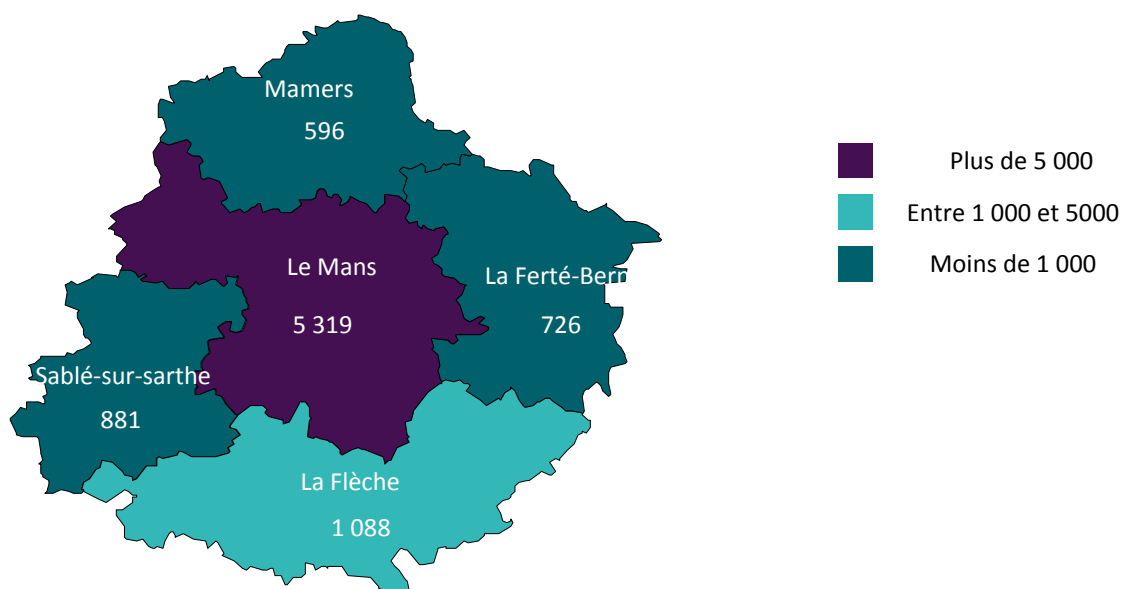 Mamers
596
Le Mans
5 319
La Ferté-Bern
726
Sablé-sur-sarthe
881
La Flèche
1 088
Plus de 5 000
Entre 1 000 et 5000
Moins de 1 000